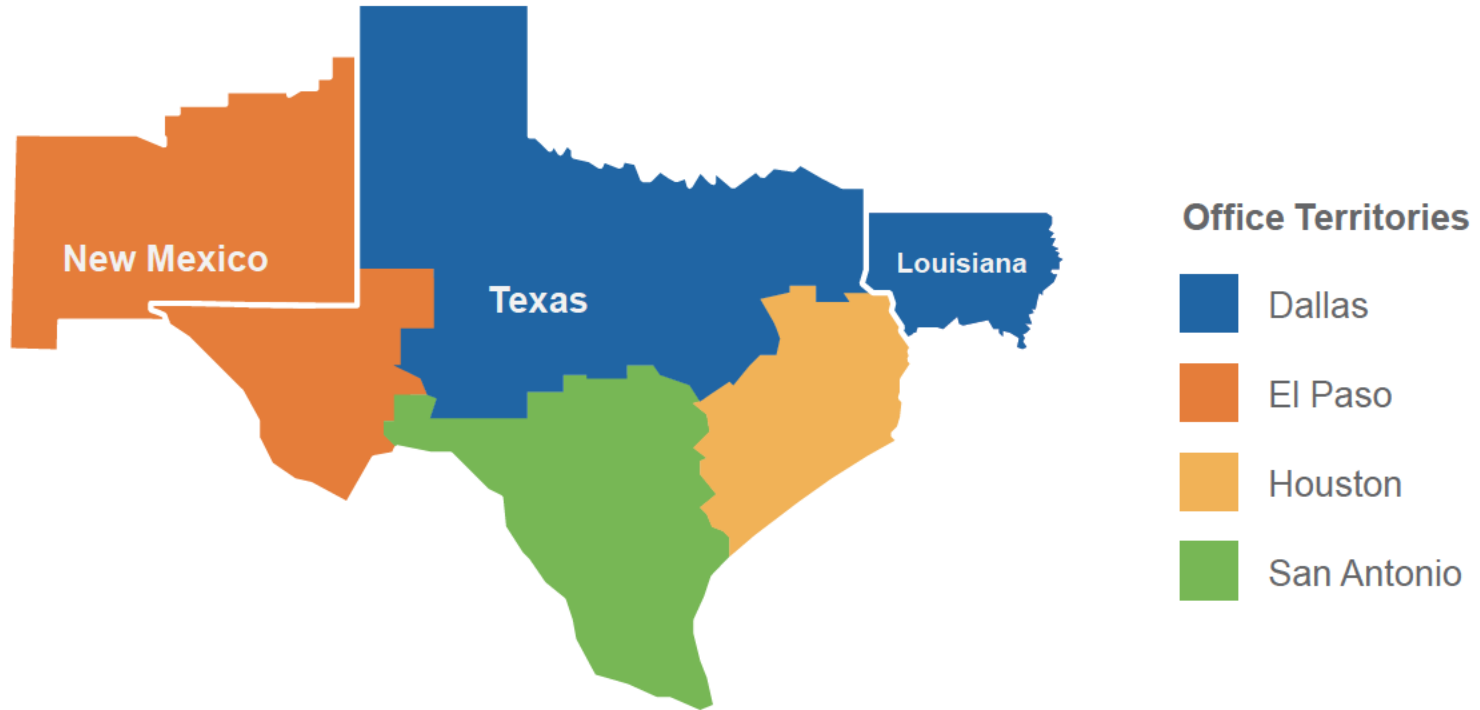 New Mexico
Texas
Louisiana
Office Territories
Dallas
El Paso
Houston
San Antonio